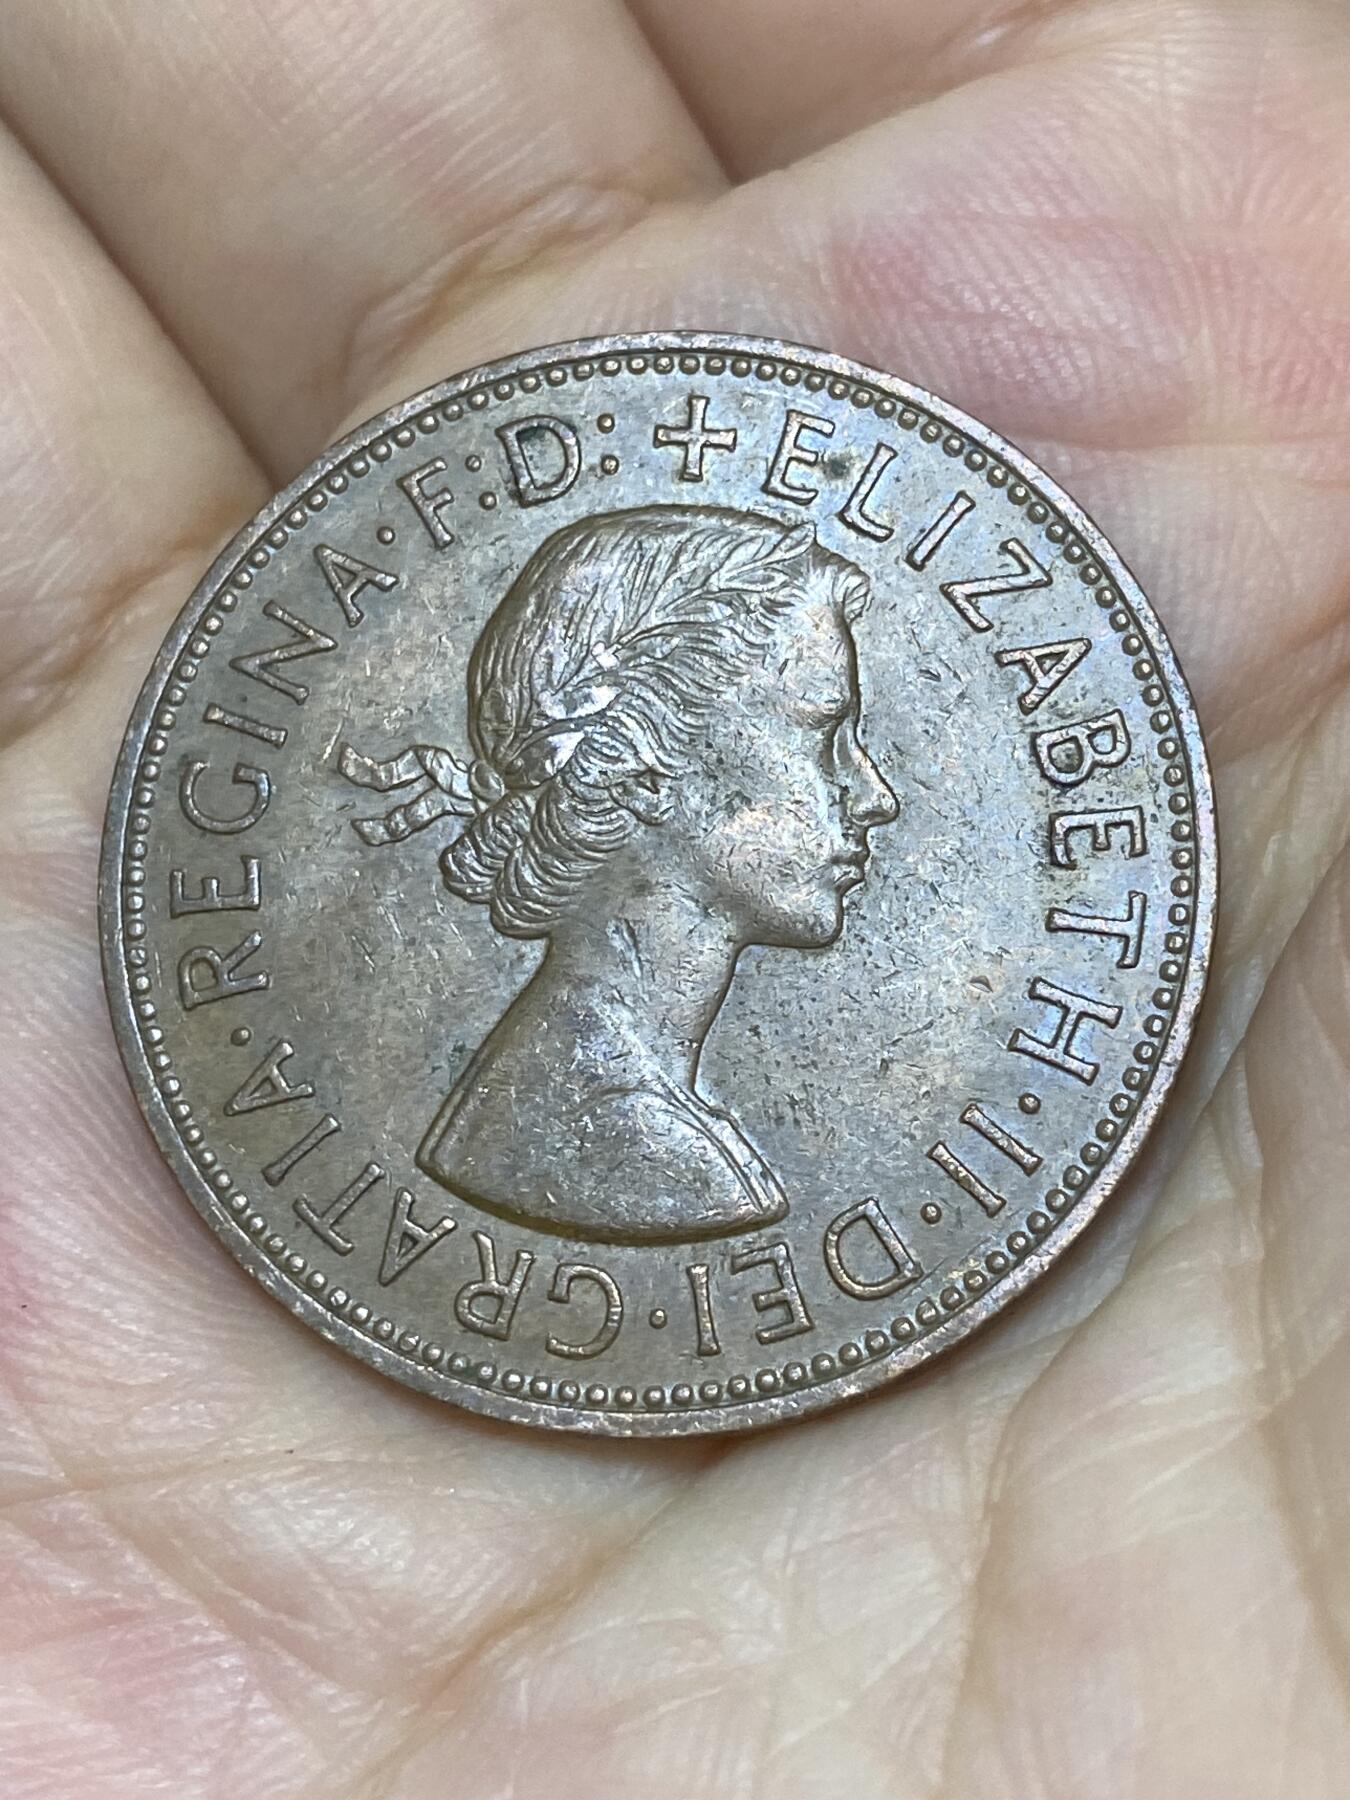 + ELIZABETH · II · DEI · GRATIA · REGINA · F : D :